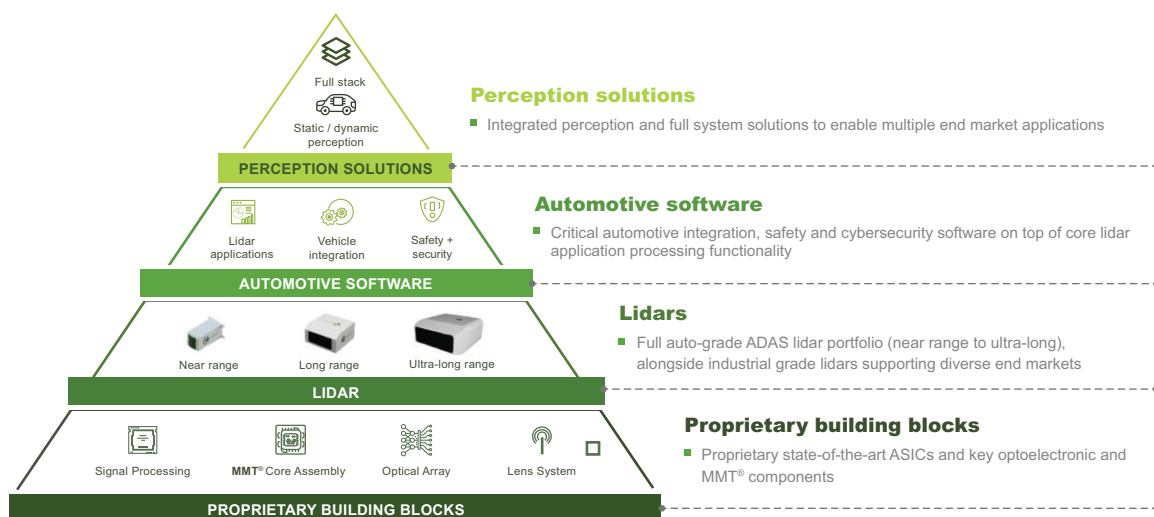 Full stack
Static / dynamic
perception
PERCEPTION SOLUTIONS
Perception solutions
Integrated perception and full system solutions to enable multiple end market applications
Lidar
applications
Vehicle
integration
Safety +
security
AUTOMOTIVE SOFTWARE
Automotive software
Critical automotive integration, safety and cybersecurity software on top of core lidar
application processing functionality
Near range
Long range
Ultra-long range
LIDAR
Lidars
Full auto-grade ADAS lidar portfolio (near range to ultra-long),
alongside industrial grade lidars supporting diverse end markets
Signal Processing
MMT® Core Assembly
Optical Array
Lens System
PROPRIETARY BUILDING BLOCKS
Proprietary building blocks
Proprietary state-of-the-art ASICs and key optoelectronic and
MMT® components